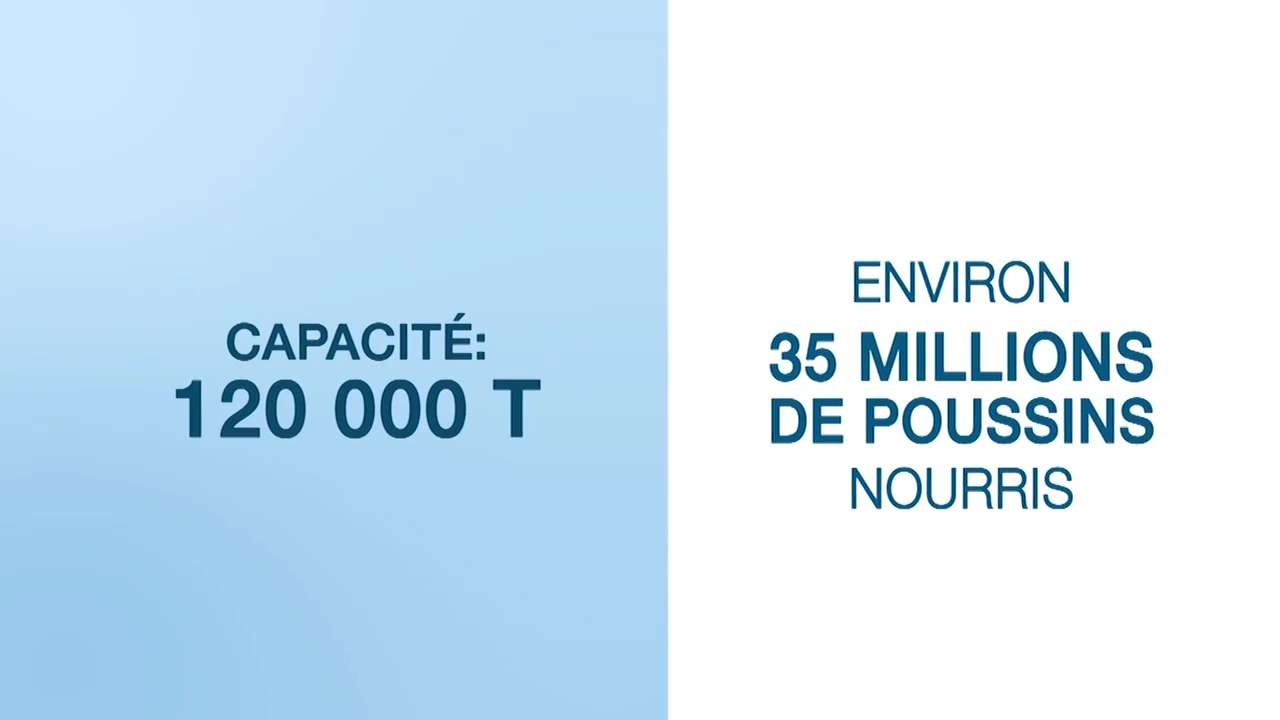 CAPACITÉ:
120 000 T
ENVIRON
35 MILLIONS
DE POUSSINS
NOURRIS